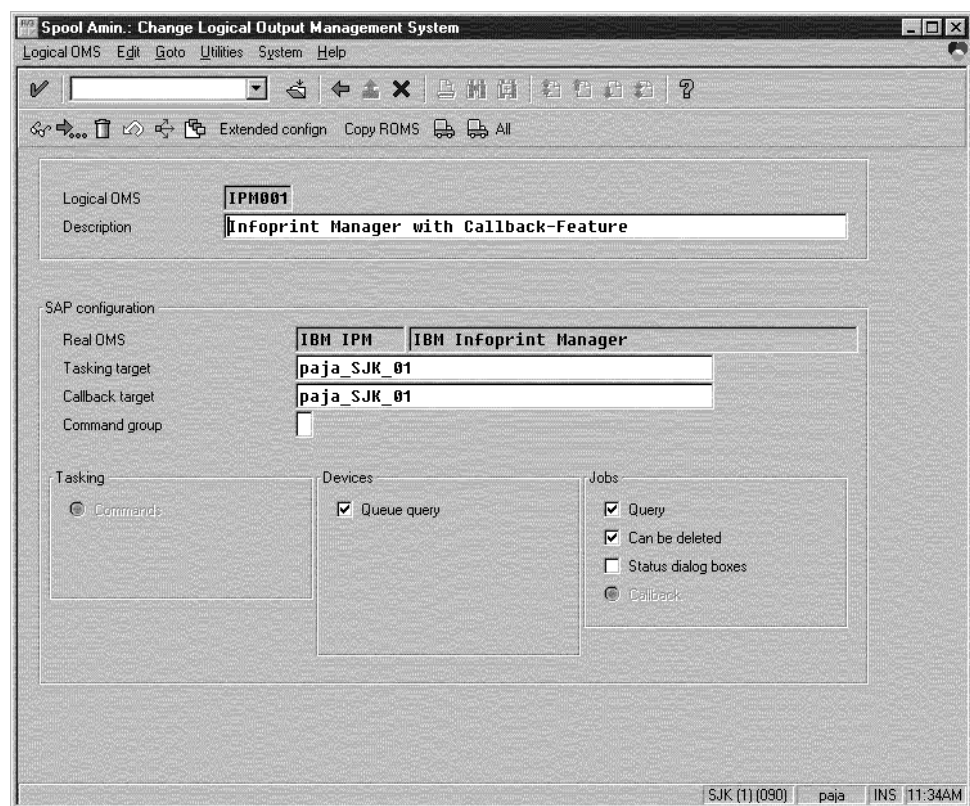 Spool Amin.: Change Logical Output Management System
Logical OMS Edit Goto Utilities System Help
Extended confign Copy ROMS All
Logical OMS IPM001
Description Infoprint Manager with Callback-Feature
SAP configuration
Real OMS IBM IPM IBM Infoprint Manager
Tasking target paja_SJK_01
Callback target paja_SJK_01
Command group
Tasking Devices Jobs
Commands Queue query Query
Can be deleted
Status dialog boxes
Callback
SJK (1) (090) paja INS 11:34AM